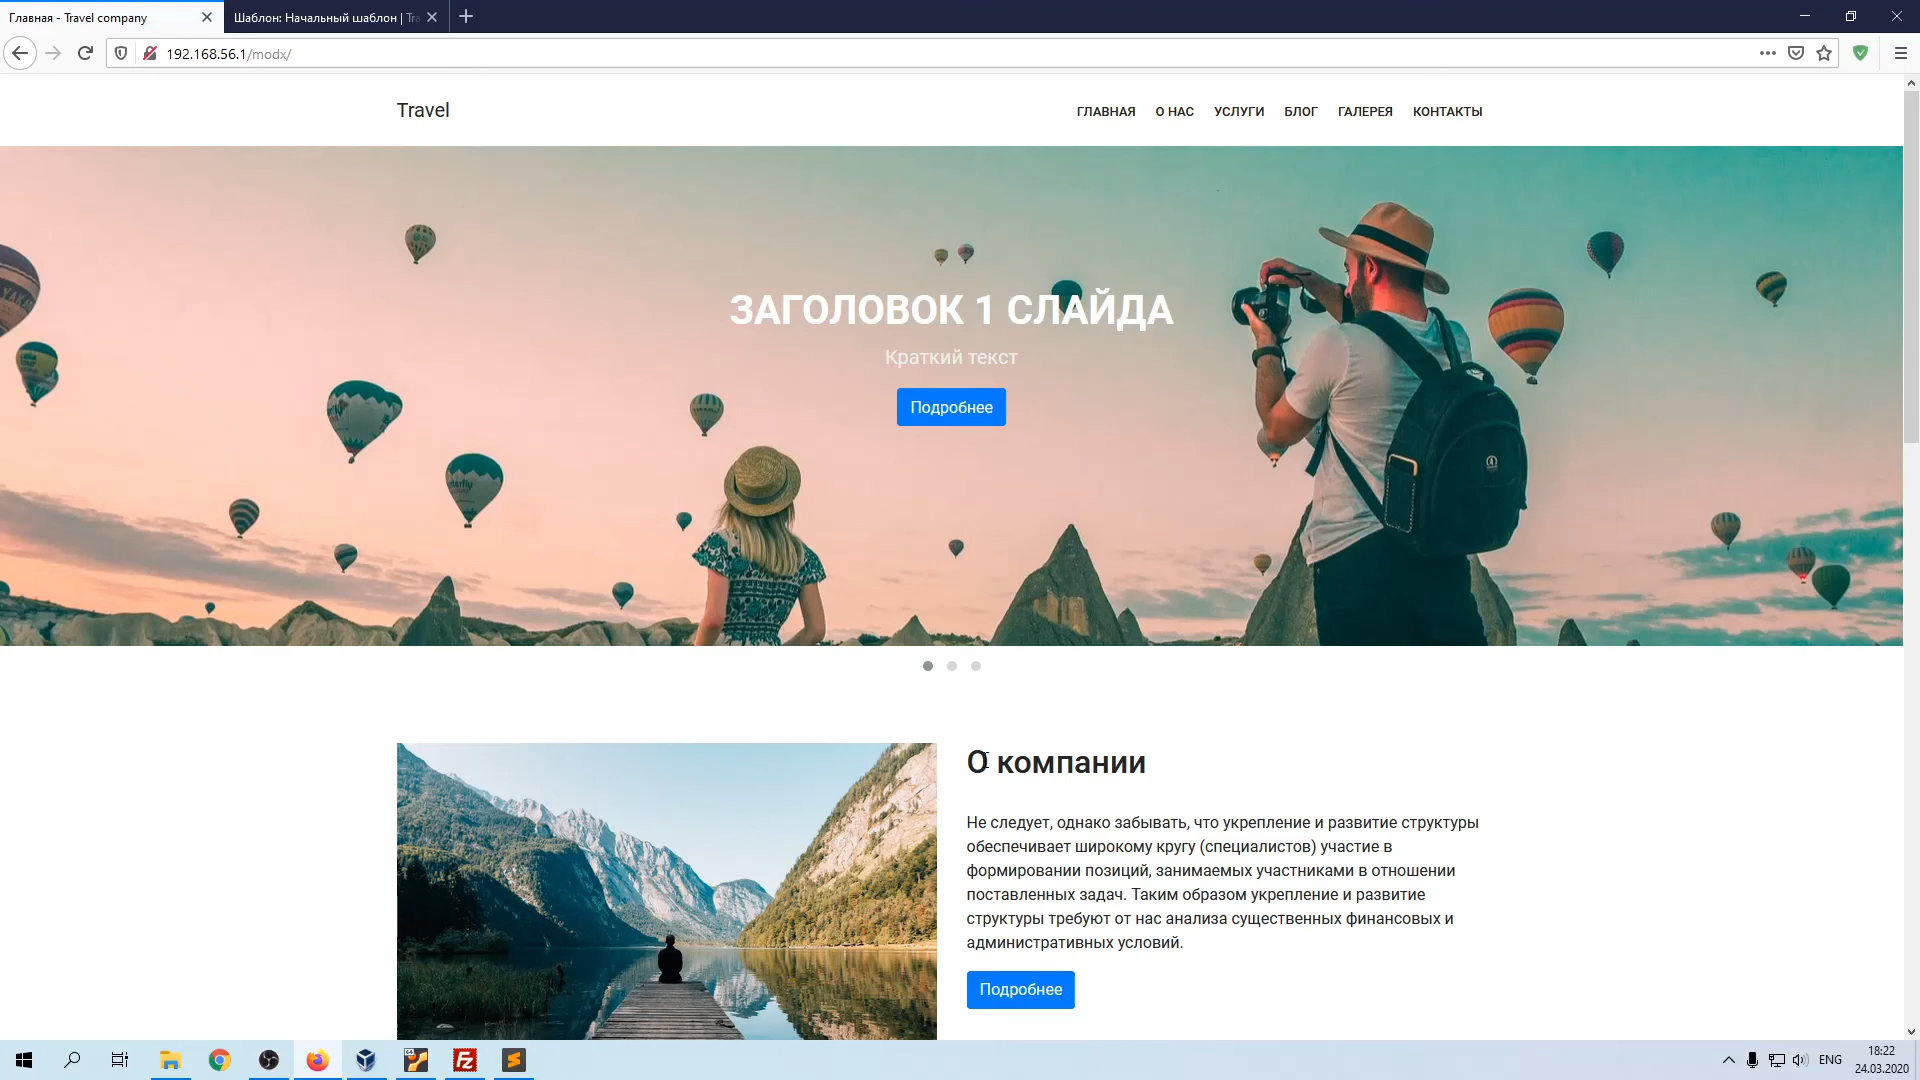 Главная - Travel company
Шаблон: Начальный шаблон | Tra
192.168.56.1/modx/
Travel
ГЛАВНАЯ О НАС УСЛУГИ БЛОГ ГАЛЕРЕЯ КОНТАКТЫ
ЗАГОЛОВОК 1 СЛАЙДА
Краткий текст
Подробнее
О компании
Не следует, однако забывать, что укрепление и развитие структуры
обеспечивает широкому кругу (специалистов) участие в
формировании позиций, занимаемых участниками в отношении
поставленных задач. Таким образом укрепление и развитие
структуры требуют от нас анализа существенных финансовых и
административных условий.
Подробнее
ENG
18:22
24.03.2020